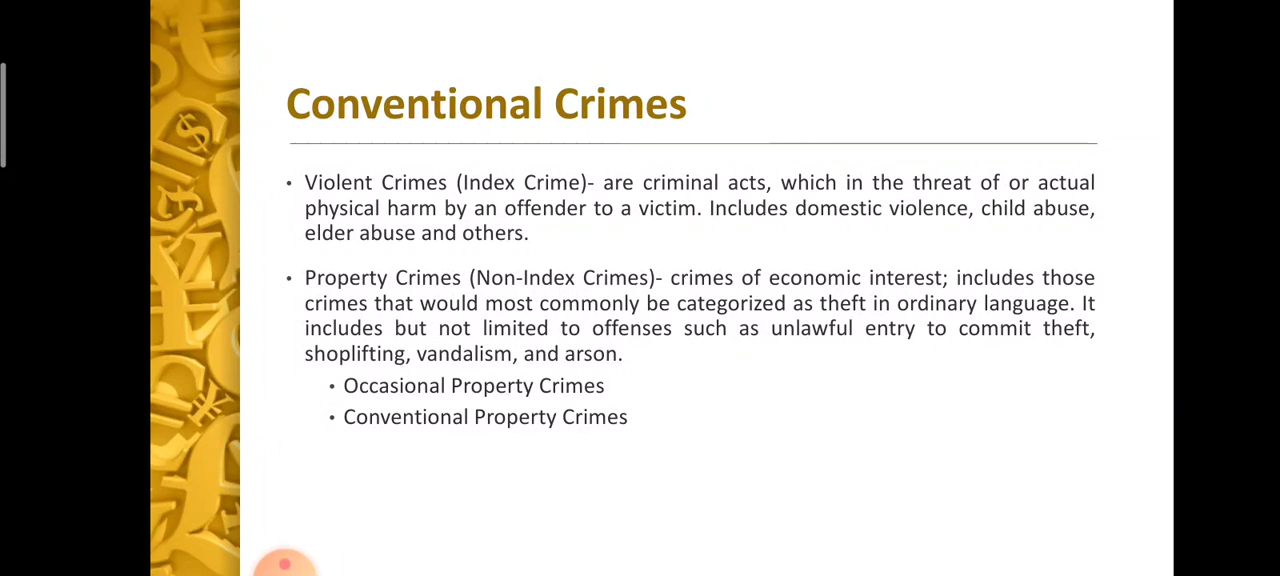 Conventional Crimes
• Violent Crimes (Index Crime)- are criminal acts, which in the threat of or actual
physical harm by an offender to a victim. Includes domestic violence, child abuse,
elder abuse and others.
• Property Crimes (Non-Index Crimes)- crimes of economic interest; includes those
crimes that would most commonly be categorized as theft in ordinary language. It
includes but not limited to offenses such as unlawful entry to commit theft,
shoplifting, vandalism, and arson.
• Occasional Property Crimes
• Conventional Property Crimes